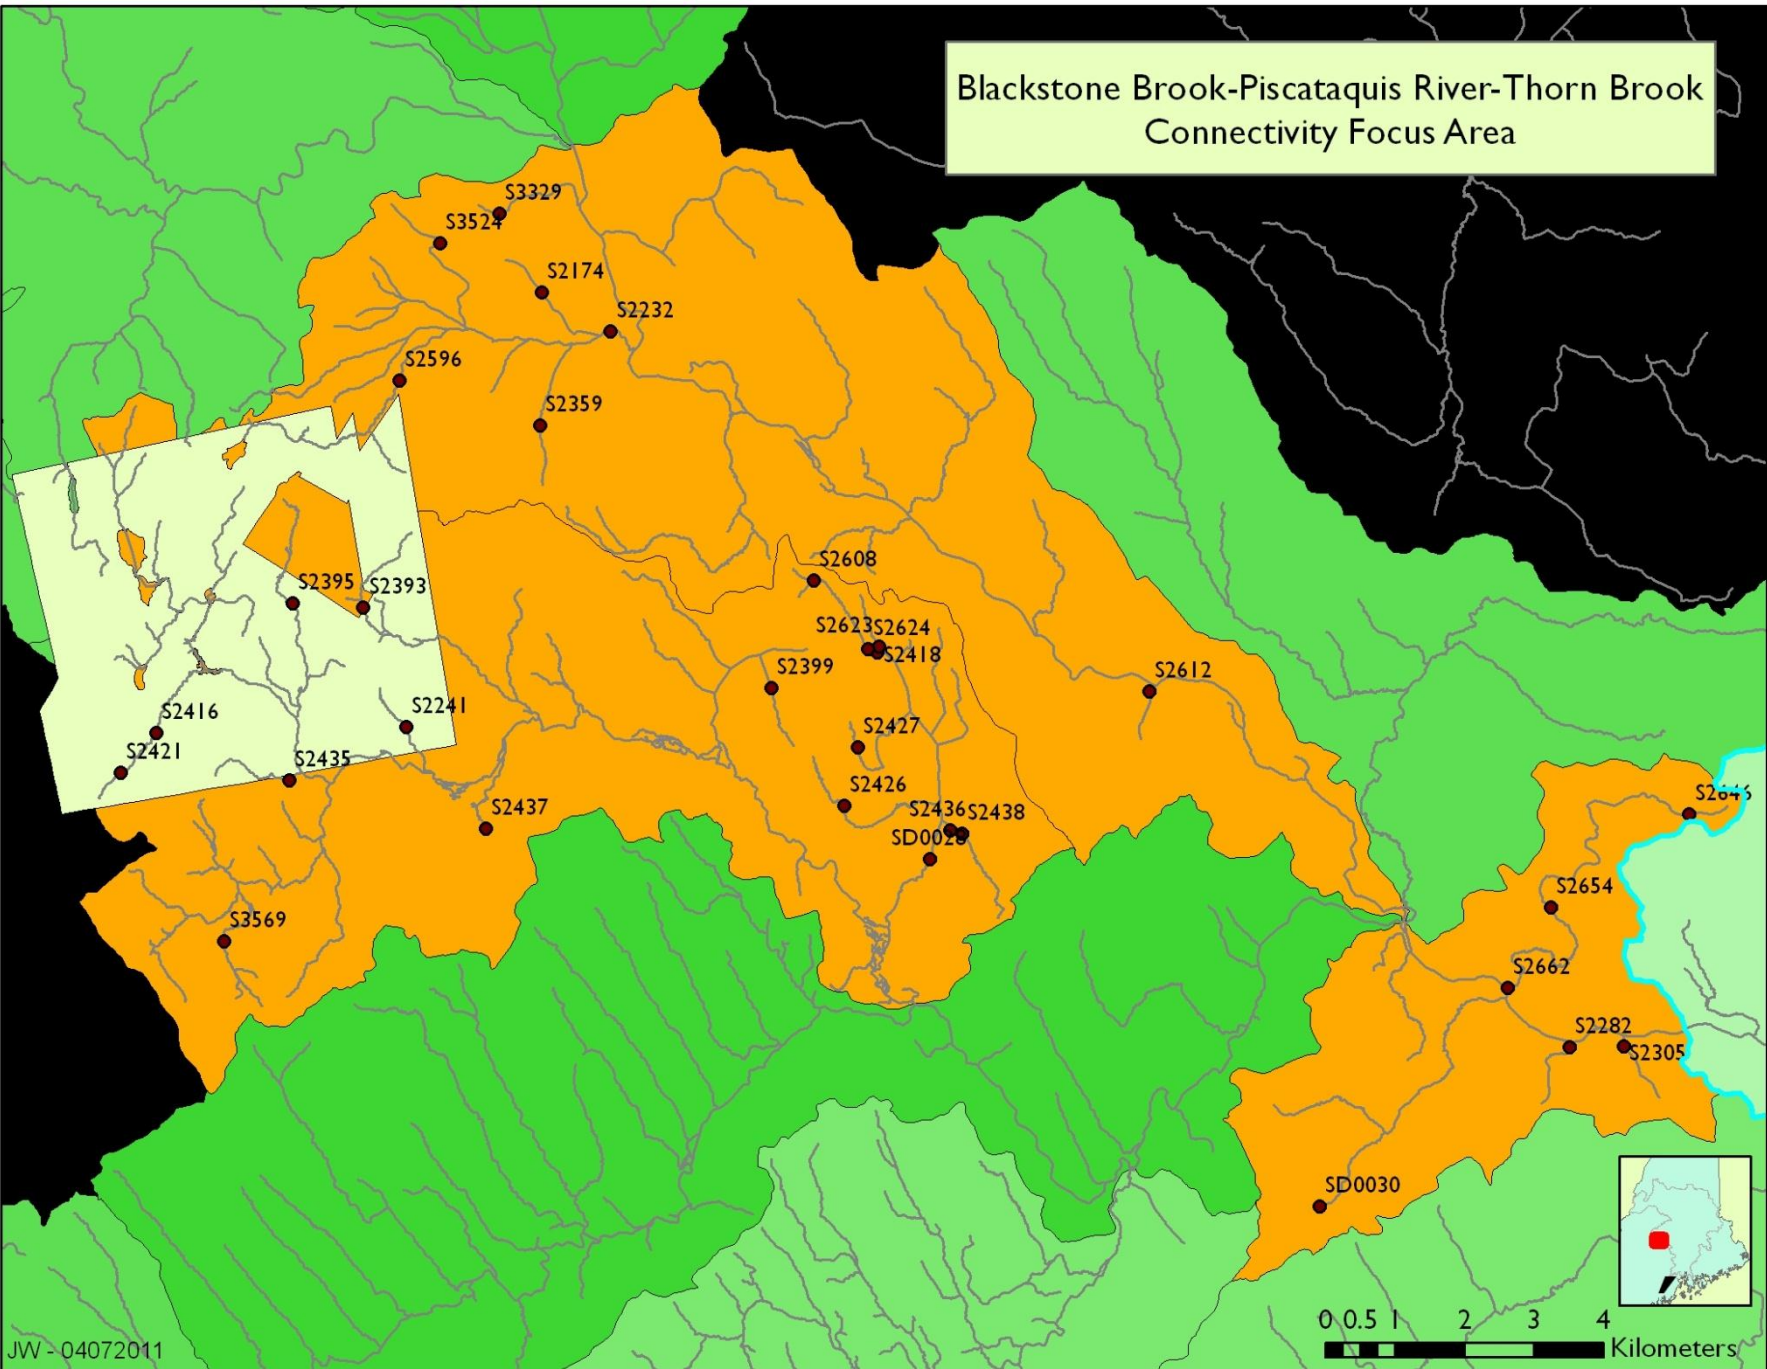 Blackstone Brook-Piscataquis River-Thorn Brook
Connectivity Focus Area
S3329
S3524
S2174
S2232
S2596
S2359
S2608
S2395
S2393
S2623
S2624
S2418
S2399
S2612
S2416
S2241
S2427
S2421
S2435
S2426
S2437
S2436
S2438
SD0028
S2646
S2654
S3569
S2662
S2282
S2305
SD0030
0 0.5 1 2 3 4
Kilometers
JW - 04072011